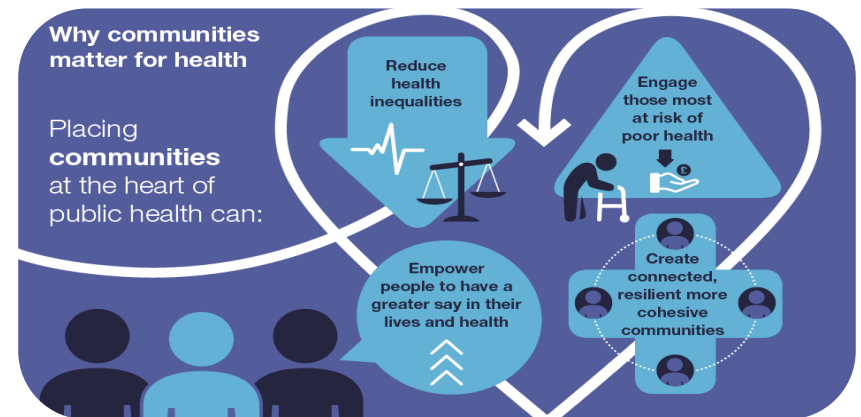 Why communities
matter for health
Placing
communities
at the heart of
public health can:
Reduce
health
inequalities
Engage
those most
at risk of
poor health
£
Empower
people to have a
greater say in their
lives and health
Create
connected,
resilient more
cohesive
communities